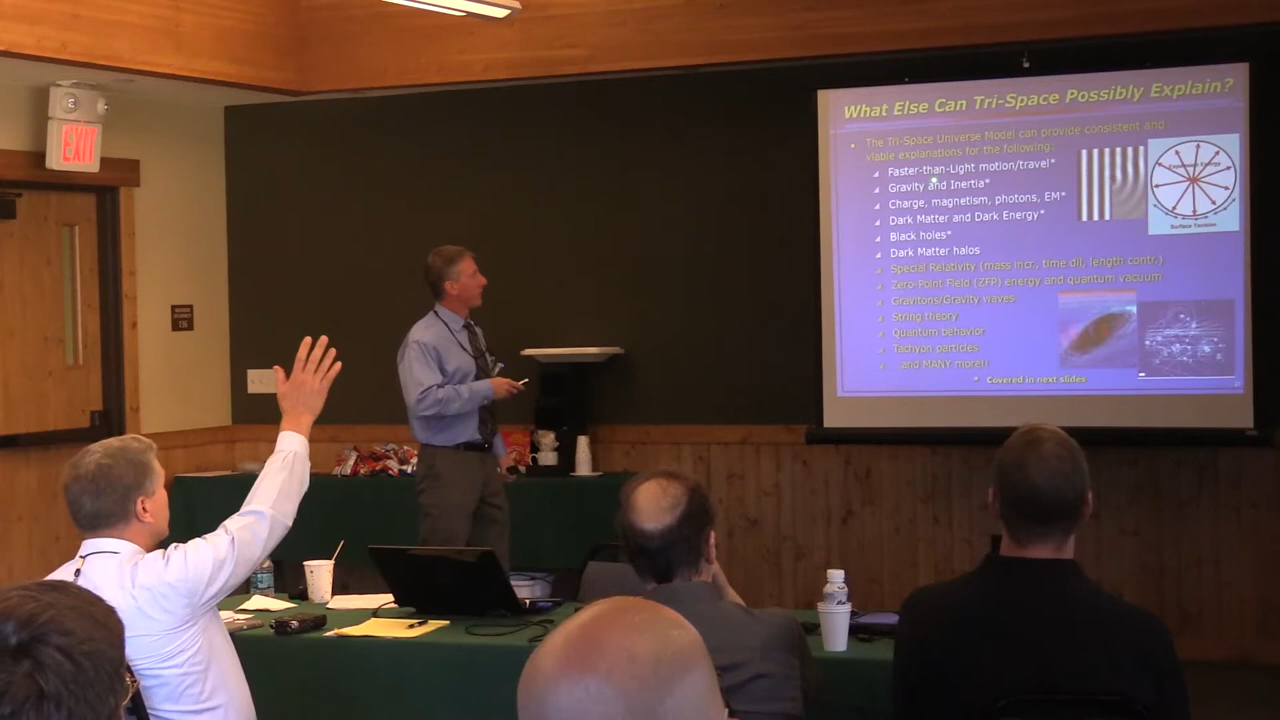 EXIT
What Else Can Tri-Space Possibly Explain?
The Tri-Space Universe Model can provide consistent and
viable explanations for the following:
Faster-than-Light motion/travel*
Gravity and Inertia*
Charge, magnetism, photons, EM*
Dark Matter and Dark Energy*
Black holes*
Dark Matter halos
Special Relativity (mass incr., time dil, length contr.)
Zero-Point Field (ZFP) energy and quantum vacuum
Gravitons/Gravity waves
String theory
Quantum behavior
Tachyon particles
...and MANY more!!
* Covered in next slides
Expansion Energy
Surface Tension
136